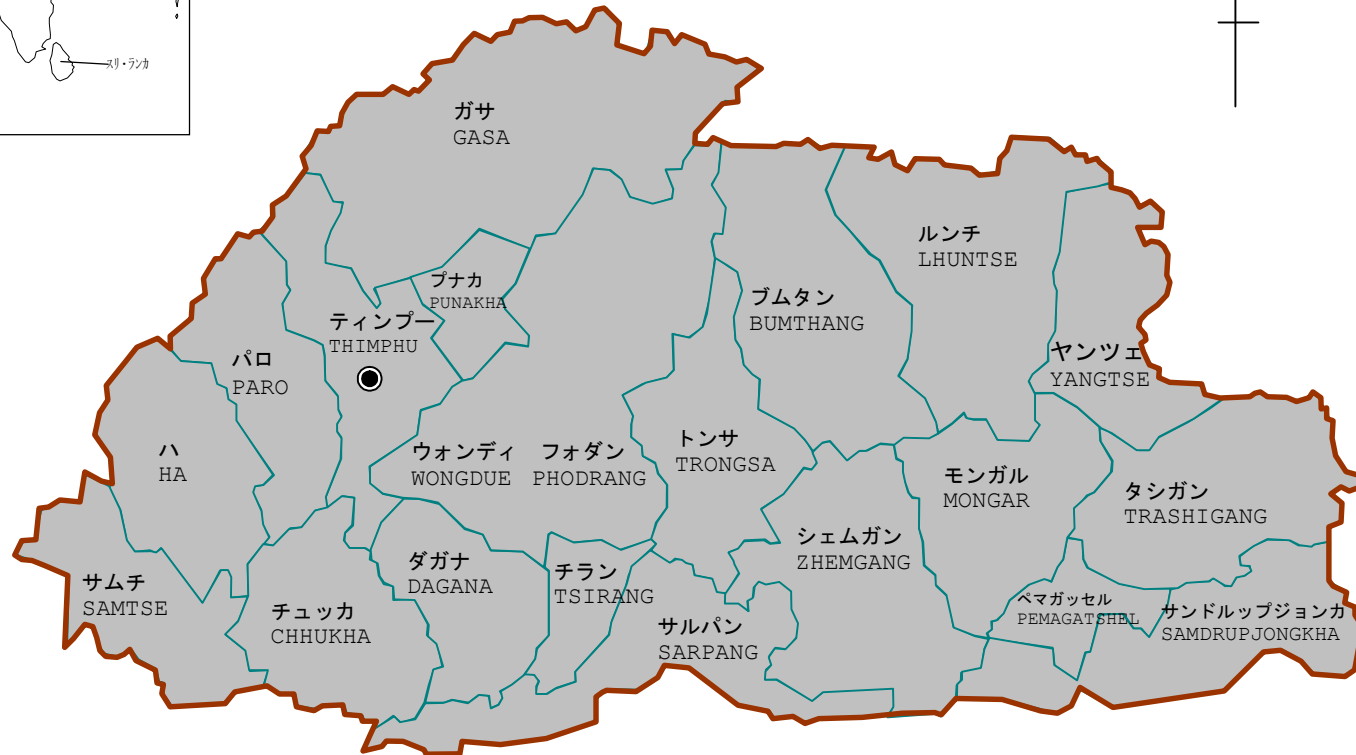 スリ・ランカ
ガサ
GASA
ルンチ
LHUNTSE
プナカ
PUNAKHA
ブムタン
BUMTHANG
ティンプー
THIMPHU
ヤンツェ
YANGTSE
パロ
PARO
ハ
HA
ウォンディ フォダン
WONGDUE PHODRANG
トンサ
TRONGSA
モンガル
MONGAR
タシガン
TRASHIGANG
シェムガン
ZHEMGANG
ダガナ
DAGANA
チラン
TSIRANG
サムチ
SAMTSE
チュッカ
CHHUKHA
サルパン
SARPANG
ペマガッセル
PEMAGATSHEL
サンドルップジョンカ
SAMDRUPJONGKHA